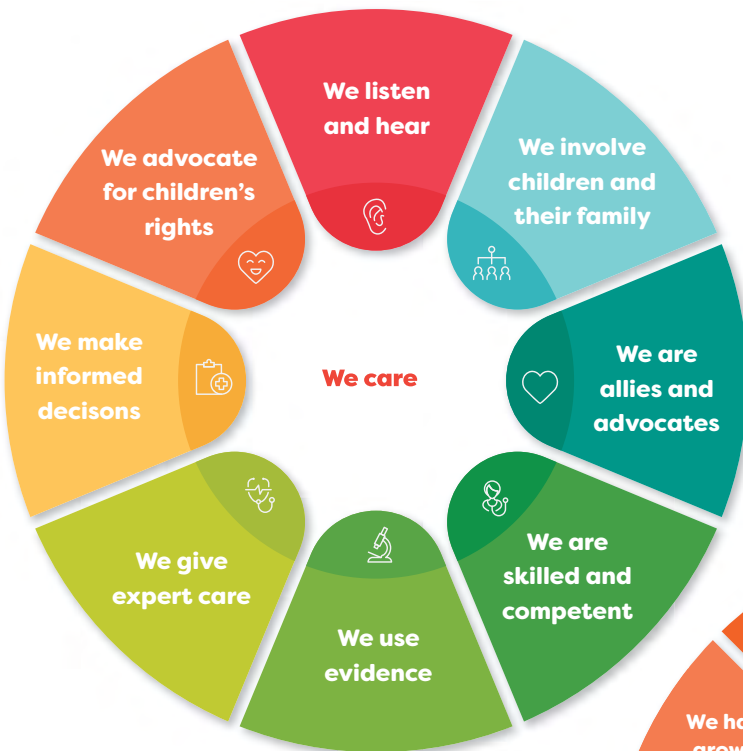 We listen
and hear
We involve
children and
their family
We are
allies and
advocates
We are
skilled and
competent
We use
evidence
We give
expert care
We make
informed
decisons
We advocate
for children’s
rights
We care
We